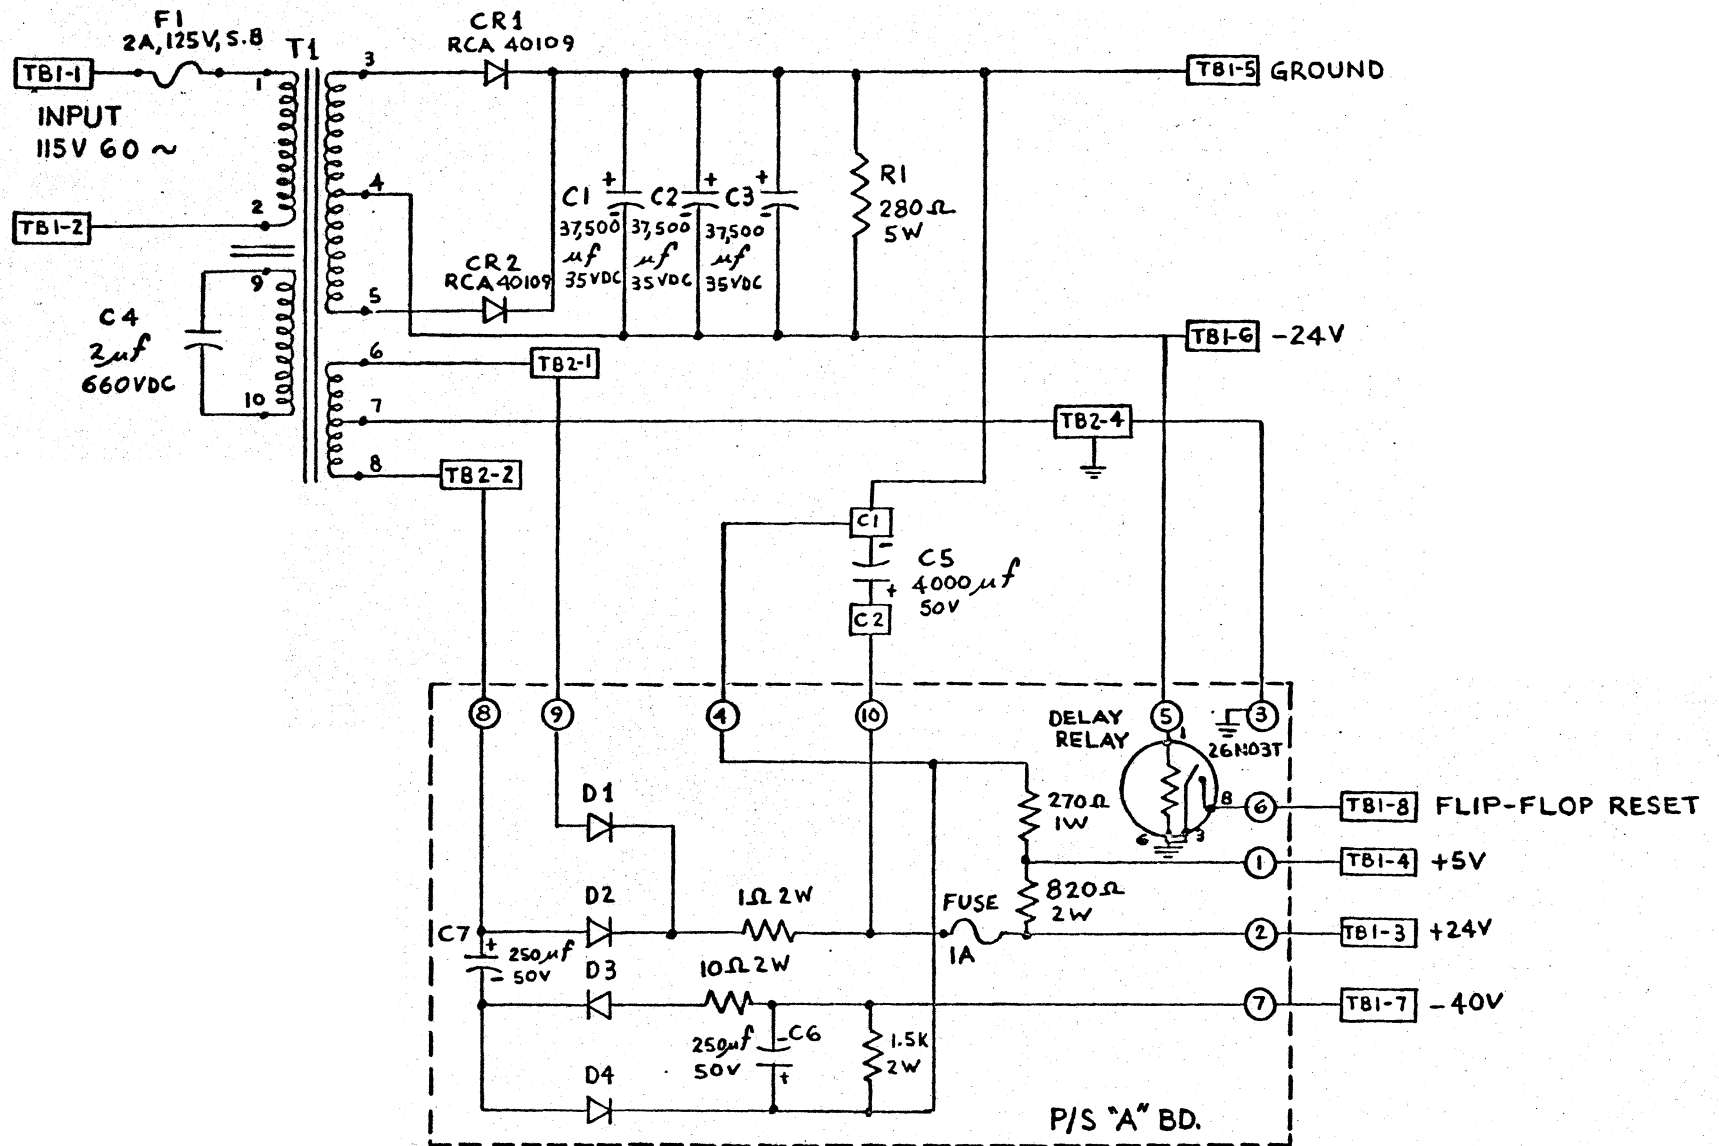 F1
2A, 125V, S.B
T1
CR1
RCA 40109
TB1-1
1
3
TB1-5 GROUND
INPUT
115V 60 ~
2
TB1-2
4
+ + +
C1 C2 C3
- - -
37,500 37,500 37,500
μf μf μf
35VDC 35VDC 35VDC
R1
280Ω
5W
CR2
RCA 40109
9
5
C4
2μf
660VDC
10
TB1-6 -24V
6
TB2-1
7
TB2-4
8
TB2-2
C1
-
C5
4000μf
50V
+
C2
8
9
4
10
DELAY
RELAY
5
1
3
26NO3T
D1
270Ω
1W
8
6
TB1-8 FLIP-FLOP RESET
6
3
1
TB1-4 +5V
D2
1Ω 2W
FUSE
1A
820Ω
2W
2
TB1-3 +24V
C7
+
250μf
- 50V
D3
10Ω 2W
7
TB1-7 -40V
250μf
50V
- C6
+
1.5K
2W
D4
P/S "A" BD.